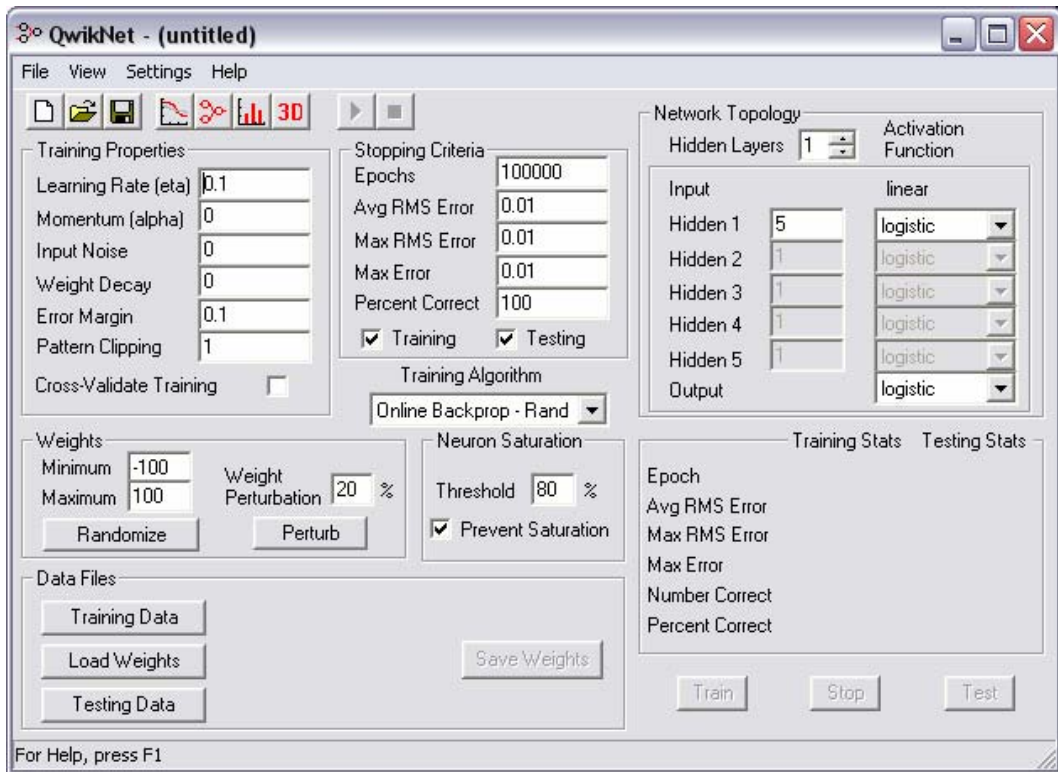 QwikNet - (untitled)
File View Settings Help
3D
Training Properties
Learning Rate (eta) 0.1
Momentum (alpha) 0
Input Noise 0
Weight Decay 0
Error Margin 0.1
Pattern Clipping 1
Cross-Validate Training
Stopping Criteria
Epochs 100000
Avg RMS Error 0.01
Max RMS Error 0.01
Max Error 0.01
Percent Correct 100
Training Testing
Training Algorithm
Online Backprop - Rand
Network Topology
Hidden Layers 1
Activation
Function
Input linear
Hidden 1 5 logistic
Hidden 2 1 logistic
Hidden 3 1 logistic
Hidden 4 1 logistic
Hidden 5 1 logistic
Output logistic
Weights
Minimum -100
Maximum 100
Randomize
Weight
Perturbation 20 %
Perturb
Neuron Saturation
Threshold 80 %
Prevent Saturation
Training Stats Testing Stats
Epoch
Avg RMS Error
Max RMS Error
Max Error
Number Correct
Percent Correct
Data Files
Training Data
Load Weights
Testing Data
Save Weights
Train Stop Test
For Help, press F1